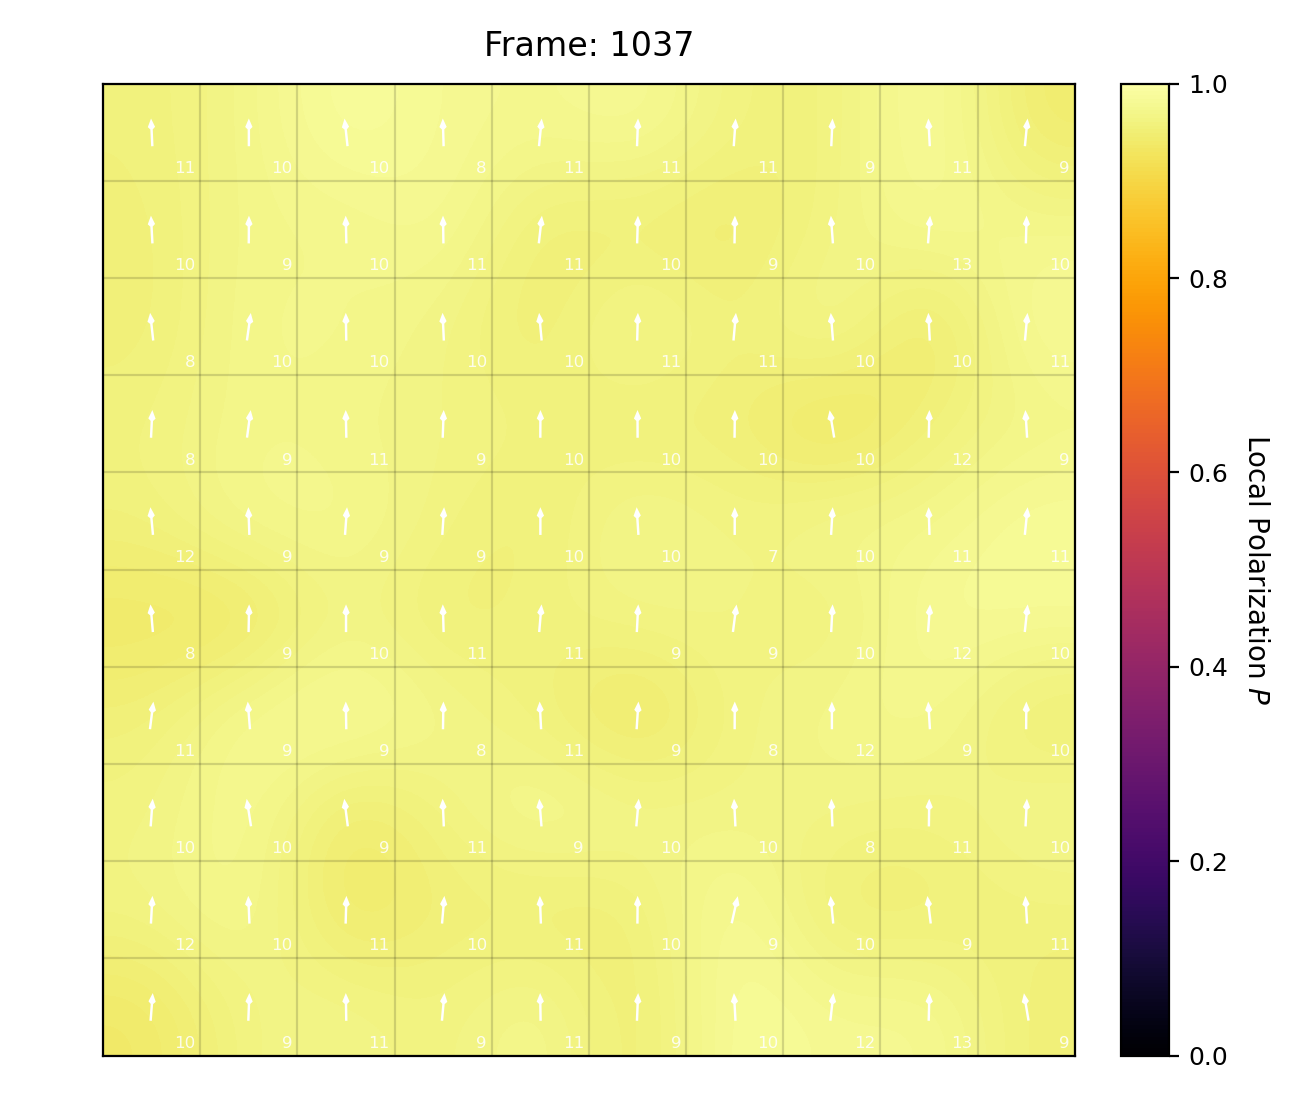 Frame: 1037
11 10 10 8 11 11 11 9 11 9
10 9 10 11 11 10 9 10 13 10
8 10 10 10 10 11 11 10 10 11
8 9 11 9 10 10 10 10 12 9
12 9 9 9 10 10 7 10 11 11
8 9 10 11 11 9 9 10 12 10
11 9 9 8 11 9 8 12 9 10
10 10 9 11 9 10 10 8 11 10
12 10 11 10 11 10 9 10 9 11
10 9 11 9 11 9 10 12 13 9
1.0
0.8
0.6
0.4
0.2
0.0
Local Polarization P